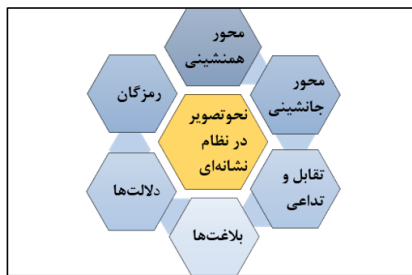 محور
همنشینی
محور
جانشینی
رمزگان
نحوتصویر
در نظام
نشانه‌ای
تقابل و
تداعی
دلالت‌ها
بلاغت‌ها